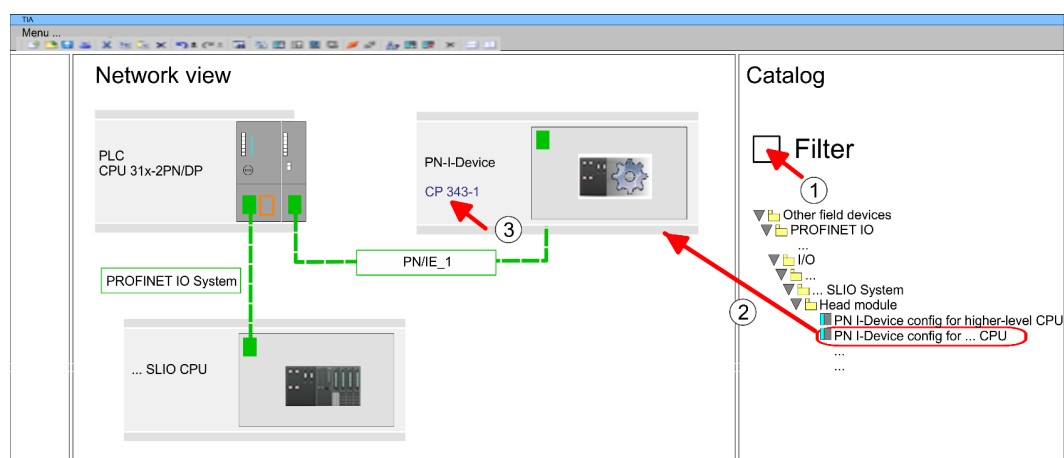 TIA
Menu ...
Network view
PLC
CPU 31x-2PN/DP
PN-I-Device
CP 343-1
3
PN/IE_1
PROFINET IO System
... SLIO CPU
Catalog
Filter
1
Other field devices
PROFINET IO
...
I/O
...
... SLIO System
Head module
2
PN I-Device config for higher-level CPU
PN I-Device config for ... CPU
...
...